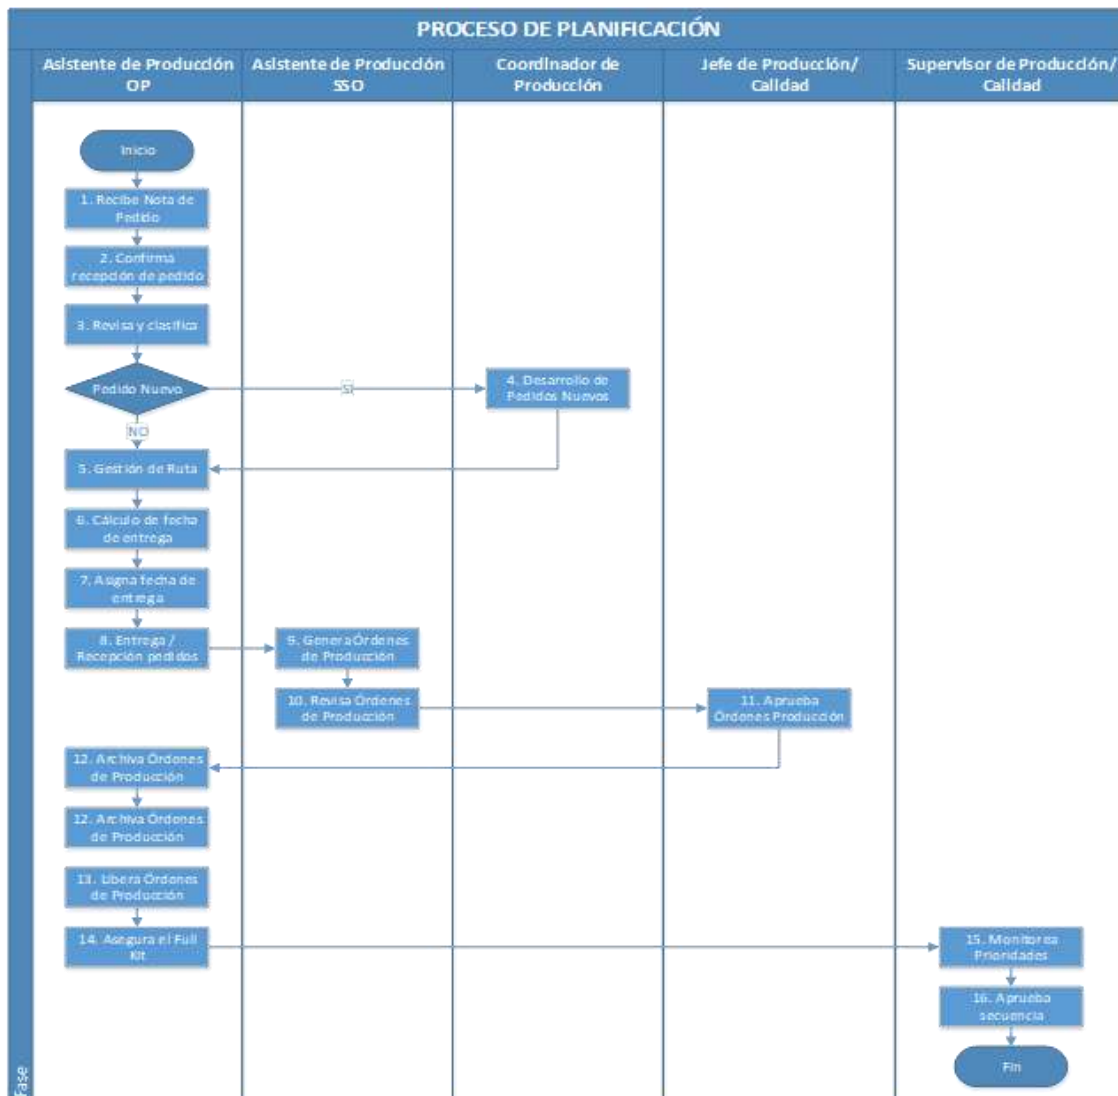 PROCESO DE PLANIFICACIÓN
Asistente de Producción
OP
Asistente de Producción
SSO
Coordinador de
Producción
Jefe de Producción/
Calidad
Supervisor de Producción/
Calidad
Inicio
1. Recibe Nota de
Pedido
2. Confirma
recepción de pedido
3. Revisa y clasifica
Pedido Nuevo
SI
4. Desarrollo de
Pedidos Nuevos
NO
5. Gestión de Ruta
6. Cálculo de fecha
de entrega
7. Asigna fecha de
entrega
8. Entrega /
Recepción pedidos
9. Genera Órdenes
de Producción
10. Revisa Órdenes
de Producción
11. Aprueba
Órdenes Producción
12. Archiva Órdenes
de Producción
12. Archiva Órdenes
de Producción
13. Libera Órdenes
de Producción
14. Asegura el Full
Kit
15. Monitorea
Prioridades
16. Aprueba
secuencia
Fin
Fase